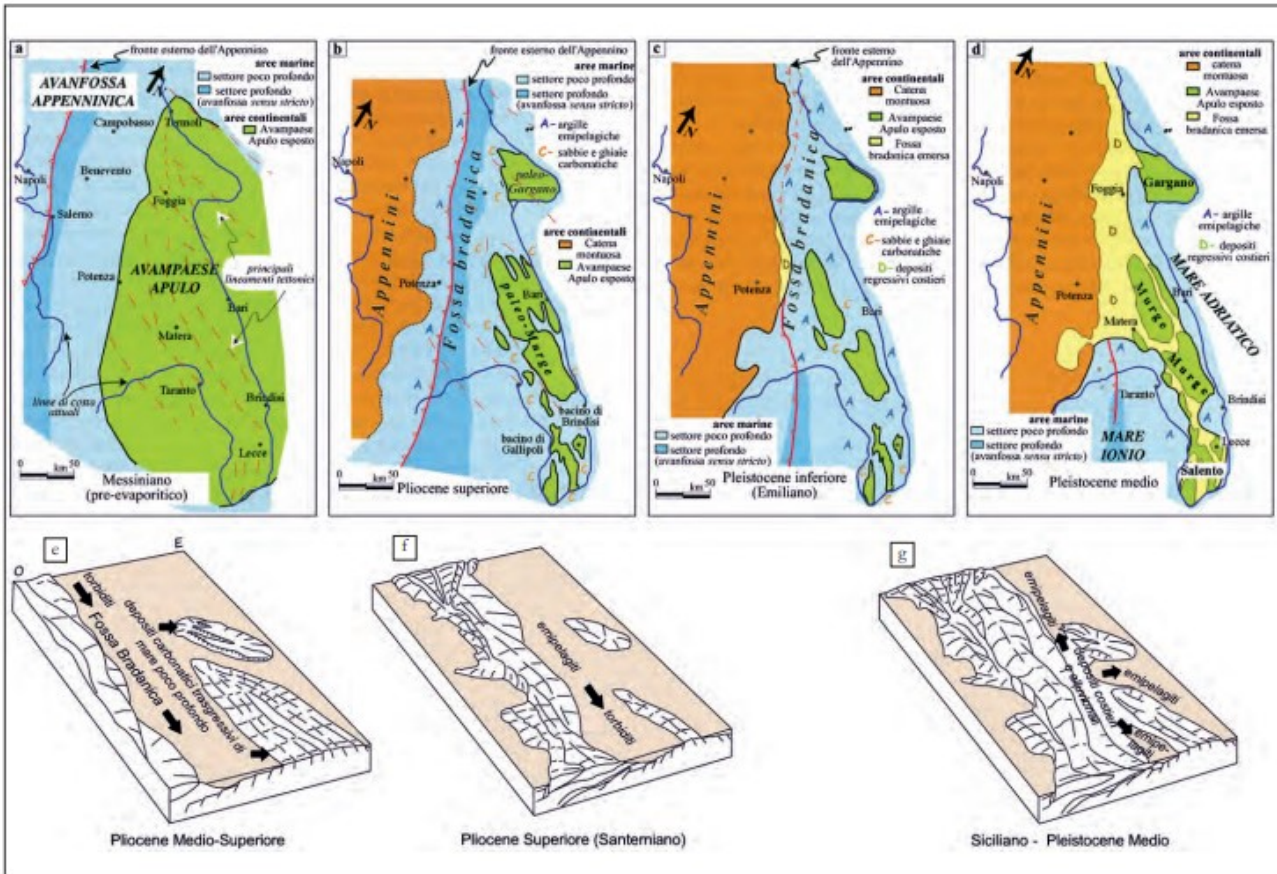 a
fronte esterno dell'Appennino
AVANFOSSA
APPENNINICA
N
aree marine
settore poco profondo
settore profondo
(avanfossa sensu stricto)
aree continentali
Avampaese
Apulo esposto
Campobasso
Termoli
Napoli
Benevento
Foggia
Salerno
principali
lineamenti tettonici
Potenza
AVAMPAESE
APULO
Bari
Matera
linee di costa
attuali
Taranto
Brindisi
Lecce
0 km 50
Messiniano
(pre-evaporitico)
b
fronte esterno dell'Appennino
aree marine
settore poco profondo
settore profondo
(avanfossa sensu stricto)
N
A
A- argille
emipelagiche
C- sabbie e ghiaie
carbonatiche
Napoli
paleo-
Gargano
Appennini
Fossa bradanica
aree continentali
Catena
montuosa
Avampaese
Apulo esposto
Potenza
Bari
paleo-Murge
bacino di
Brindisi
bacino di
Gallipoli
0 km 50
Pliocene superiore
c
fronte esterno
dell'Appennino
aree continentali
Catena
montuosa
Avampaese
Apulo esposto
Fossa
bradanica emersa
N
Napoli
A- argille
emipelagiche
C- sabbie e ghiaie
carbonatiche
D- depositi
regressivi costieri
Appennini
Fossa bradanica
Potenza
Bari
aree marine
settore poco profondo
settore profondo
(avanfossa sensu stricto)
0 km 50
Pleistocene inferiore
(Emiliano)
d
aree continentali
catena
montuosa
Avampaese
Apulo esposto
Fossa
bradanica emersa
N
Napoli
Foggia
Gargano
A- argille
emipelagiche
D- depositi
regressivi costieri
Appennini
Potenza
Bari
MARE ADRIATICO
Matera
Murge
Murge
Taranto
Brindisi
aree marine
settore poco profondo
settore profondo
(avanfossa sensu stricto)
MARE
IONIO
Lecce
Salento
0 km 50
Pleistocene medio
e
O
E
torbiditi
Fossa Bradanica
depositi carbonatici trasgressivi di
mare poco profondo
Pliocene Medio-Superiore
f
emipelagiti
torbiditi
Pliocene Superiore (Santerniano)
g
emipelagiti
depositi costieri
emipelagiti
emipe-
lagiti
Siciliano - Pleistocene Medio